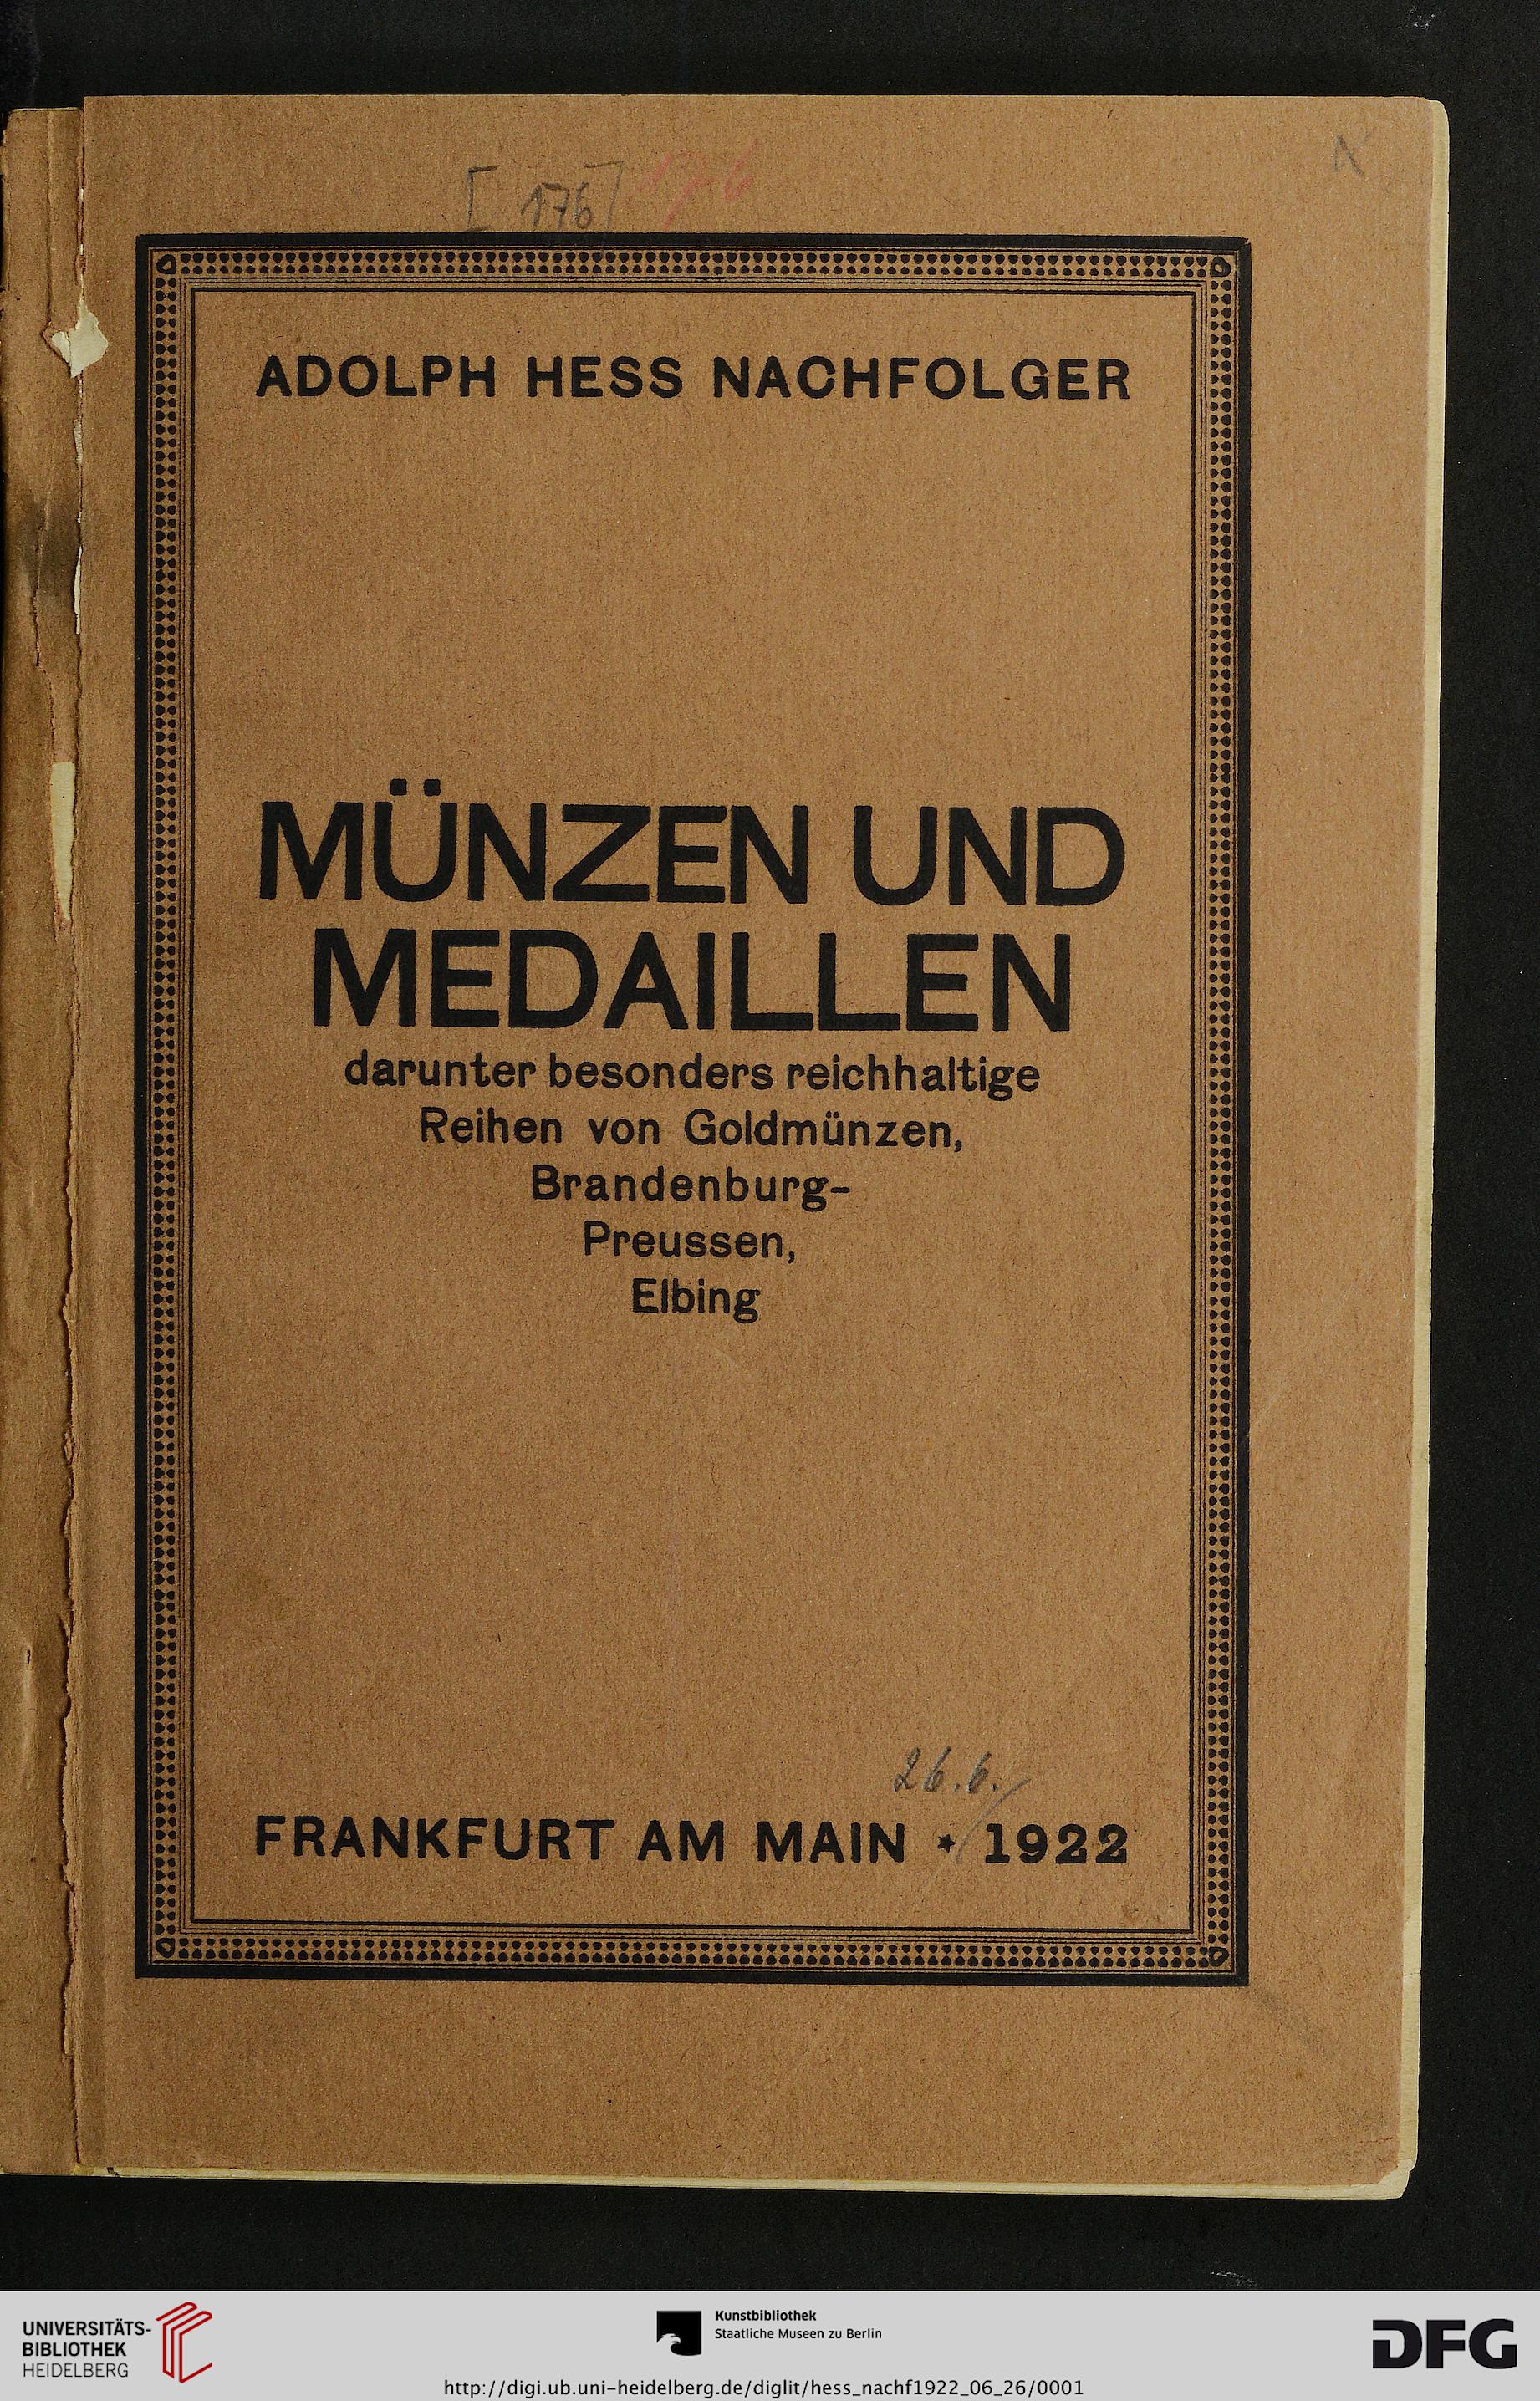 [176] 176
ADOLPH HESS NACHFOLGER
MÜNZEN UND
MEDAILLEN
darunter besonders reichhaltige
Reihen von Goldmünzen,
Brandenburg-
Preussen,
Elbing
26.6.
FRANKFURT AM MAIN * 1922
UNIVERSITÄTS-
BIBLIOTHEK
HEIDELBERG
Kunstbibliothek
Staatliche Museen zu Berlin
DFG
http://digi.ub.uni-heidelberg.de/diglit/hess_nachf1922_06_26/0001